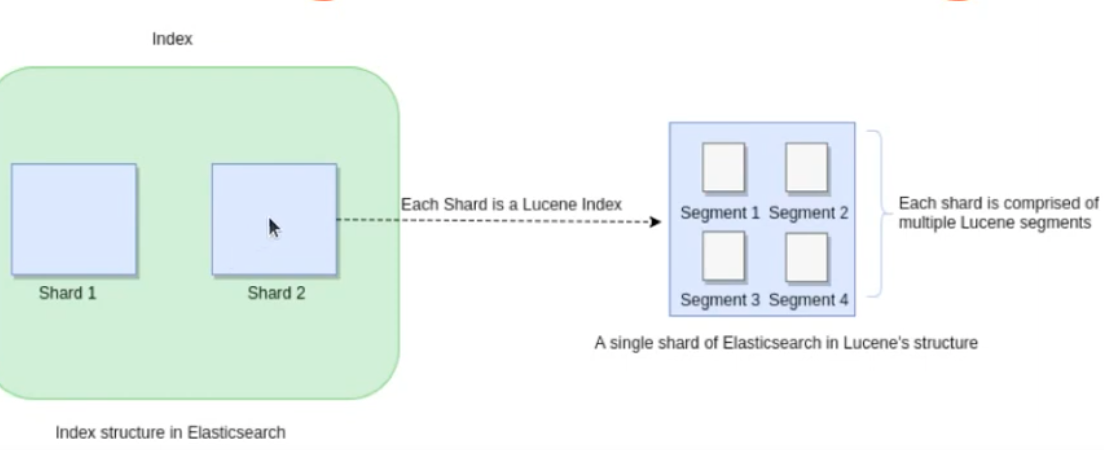 Index
Shard 1
Shard 2
Index structure in Elasticsearch
Each Shard is a Lucene Index
Segment 1 Segment 2
Segment 3 Segment 4
Each shard is comprised of
multiple Lucene segments
A single shard of Elasticsearch in Lucene's structure